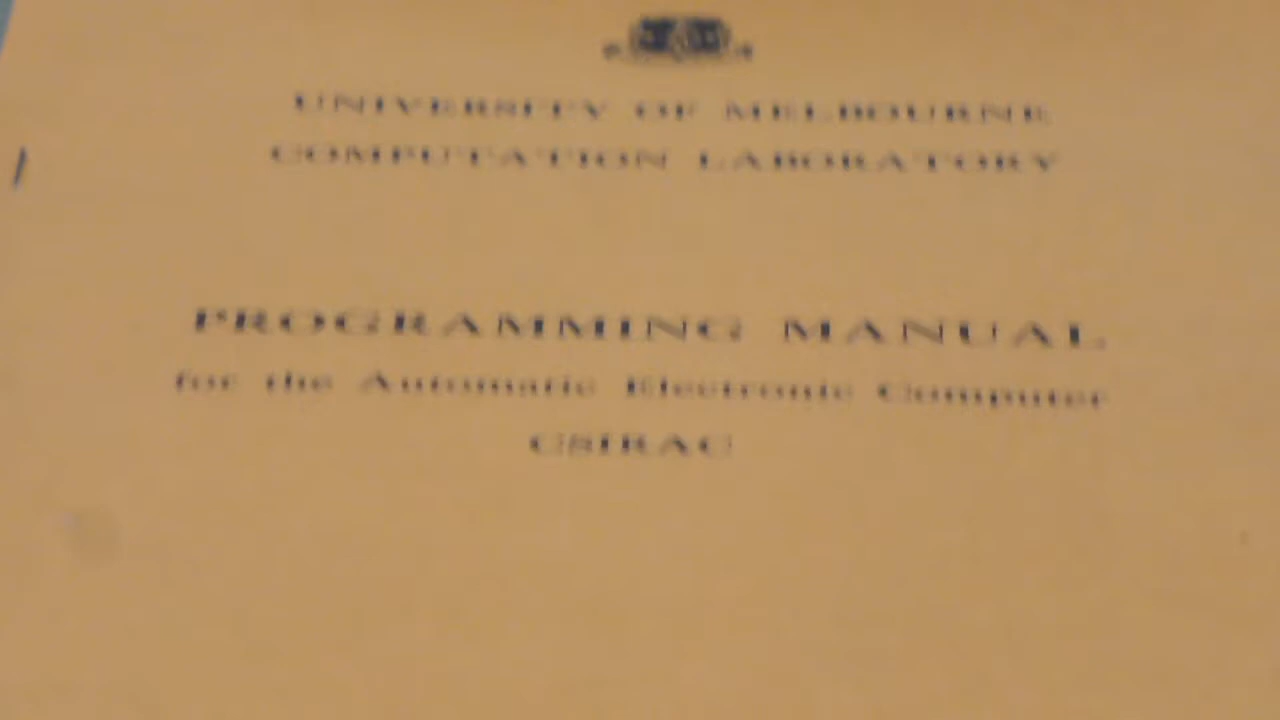 UNIVERSITY OF MELBOURNE
COMPUTATION LABORATORY
PROGRAMMING MANUAL
for the Automatic Electronic Computer
CSIRAC